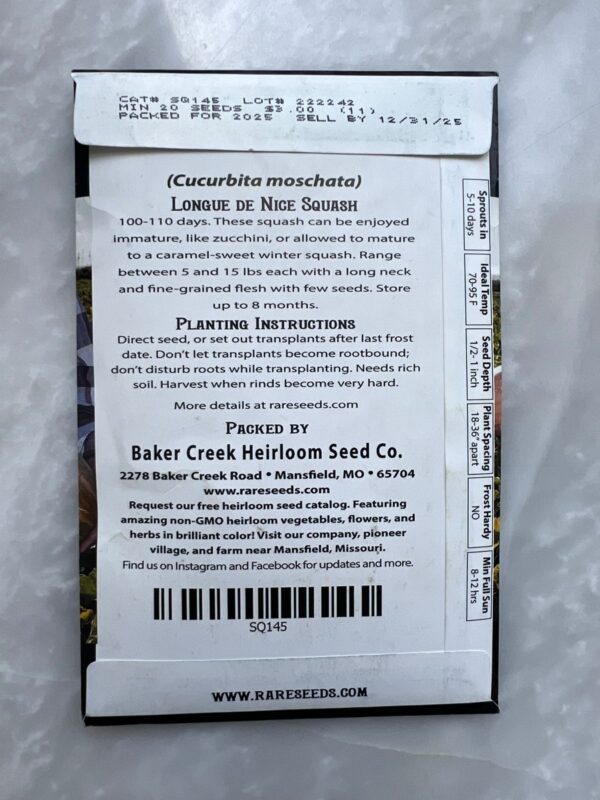 CAT# SQ145 LOT# 222242
MIN 20 SEEDS $3.00 (11)
PACKED FOR 2025 SELL BY 12/31/25
(Cucurbita moschata)
Longue de Nice Squash
100-110 days. These squash can be enjoyed
immature, like zucchini, or allowed to mature
to a caramel-sweet winter squash. Range
between 5 and 15 lbs each with a long neck
and fine-grained flesh with few seeds. Store
up to 8 months.
Planting Instructions
Direct seed, or set out transplants after last frost
date. Don't let transplants become rootbound;
don't disturb roots while transplanting. Needs rich
soil. Harvest when rinds become very hard.
More details at rareseeds.com
Packed by
Baker Creek Heirloom Seed Co.
2278 Baker Creek Road • Mansfield, MO • 65704
www.rareseeds.com
Request our free heirloom seed catalog. Featuring
amazing non-GMO heirloom vegetables, flowers, and
herbs in brilliant color! Visit our company, pioneer
village, and farm near Mansfield, Missouri.
Find us on Instagram and Facebook for updates and more.
SQ145
www.rareseeds.com
Sprouts in
5-10 days
Ideal Temp
70-95 F
Seed Depth
1/2- 1 inch
Plant Spacing
18-36" apart
Frost Hardy
NO
Min Full Sun
8-12 hrs